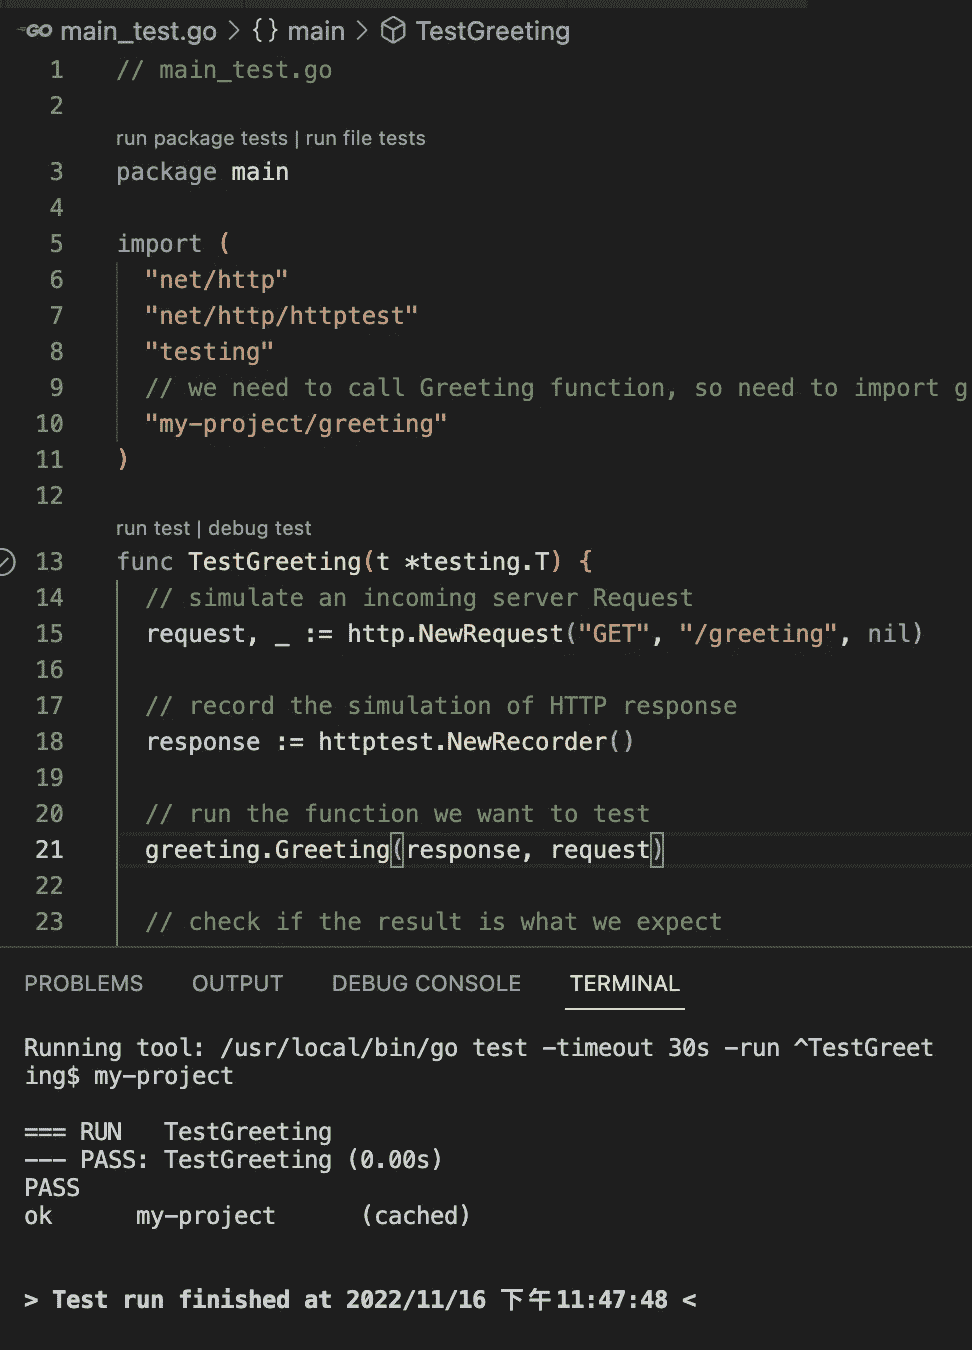 GO main_test.go > {} main > TestGreeting
1 // main_test.go
2
run package tests | run file tests
3 package main
4
5 import (
6 "net/http"
7 "net/http/httptest"
8 "testing"
9 // we need to call Greeting function, so need to import g
10 "my-project/greeting"
11 )
12
run test | debug test
13 func TestGreeting(t *testing.T) {
14 // simulate an incoming server Request
15 request, _ := http.NewRequest("GET", "/greeting", nil)
16
17 // record the simulation of HTTP response
18 response := httptest.NewRecorder()
19
20 // run the function we want to test
21 greeting.Greeting(response, request)
22
23 // check if the result is what we expect
PROBLEMS OUTPUT DEBUG CONSOLE TERMINAL
Running tool: /usr/local/bin/go test -timeout 30s -run ^TestGreet
ing$ my-project
=== RUN TestGreeting
--- PASS: TestGreeting (0.00s)
PASS
ok my-project (cached)
> Test run finished at 2022/11/16 下午11:47:48 <